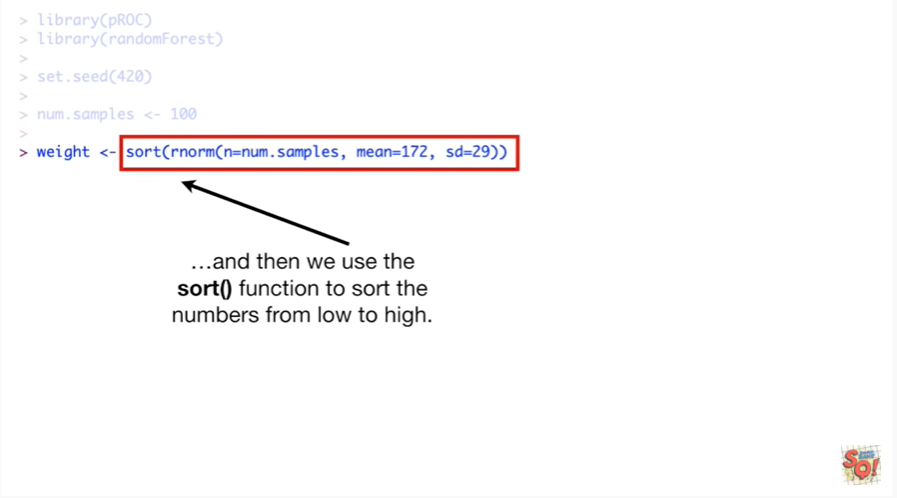 > library(pROC)
> library(randomForest)
>
> set.seed(420)
>
> num.samples <- 100
>
> weight <- sort(rnorm(n=num.samples, mean=172, sd=29))
…and then we use the
sort() function to sort the
numbers from low to high.
SQ!